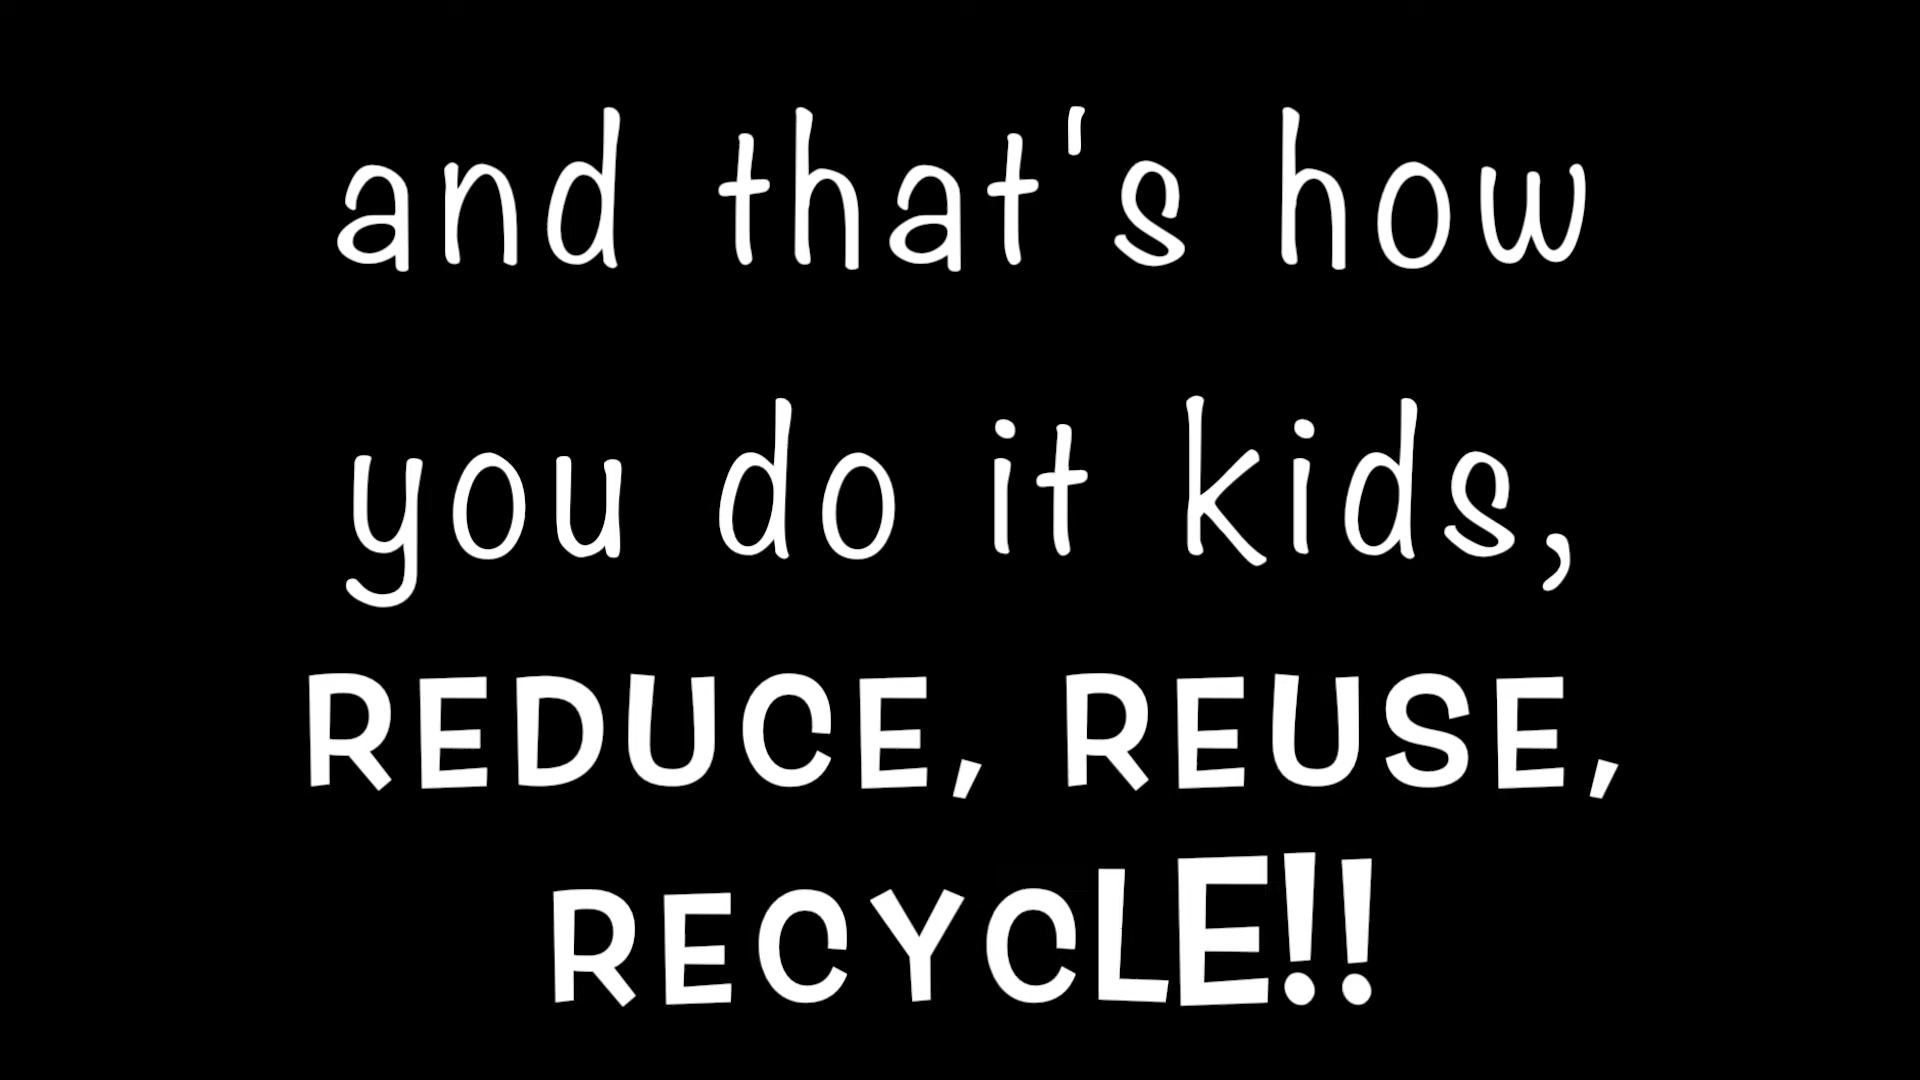 and that's how
you do it kids,
REDUCE, REUSE,
RECYCLE!!